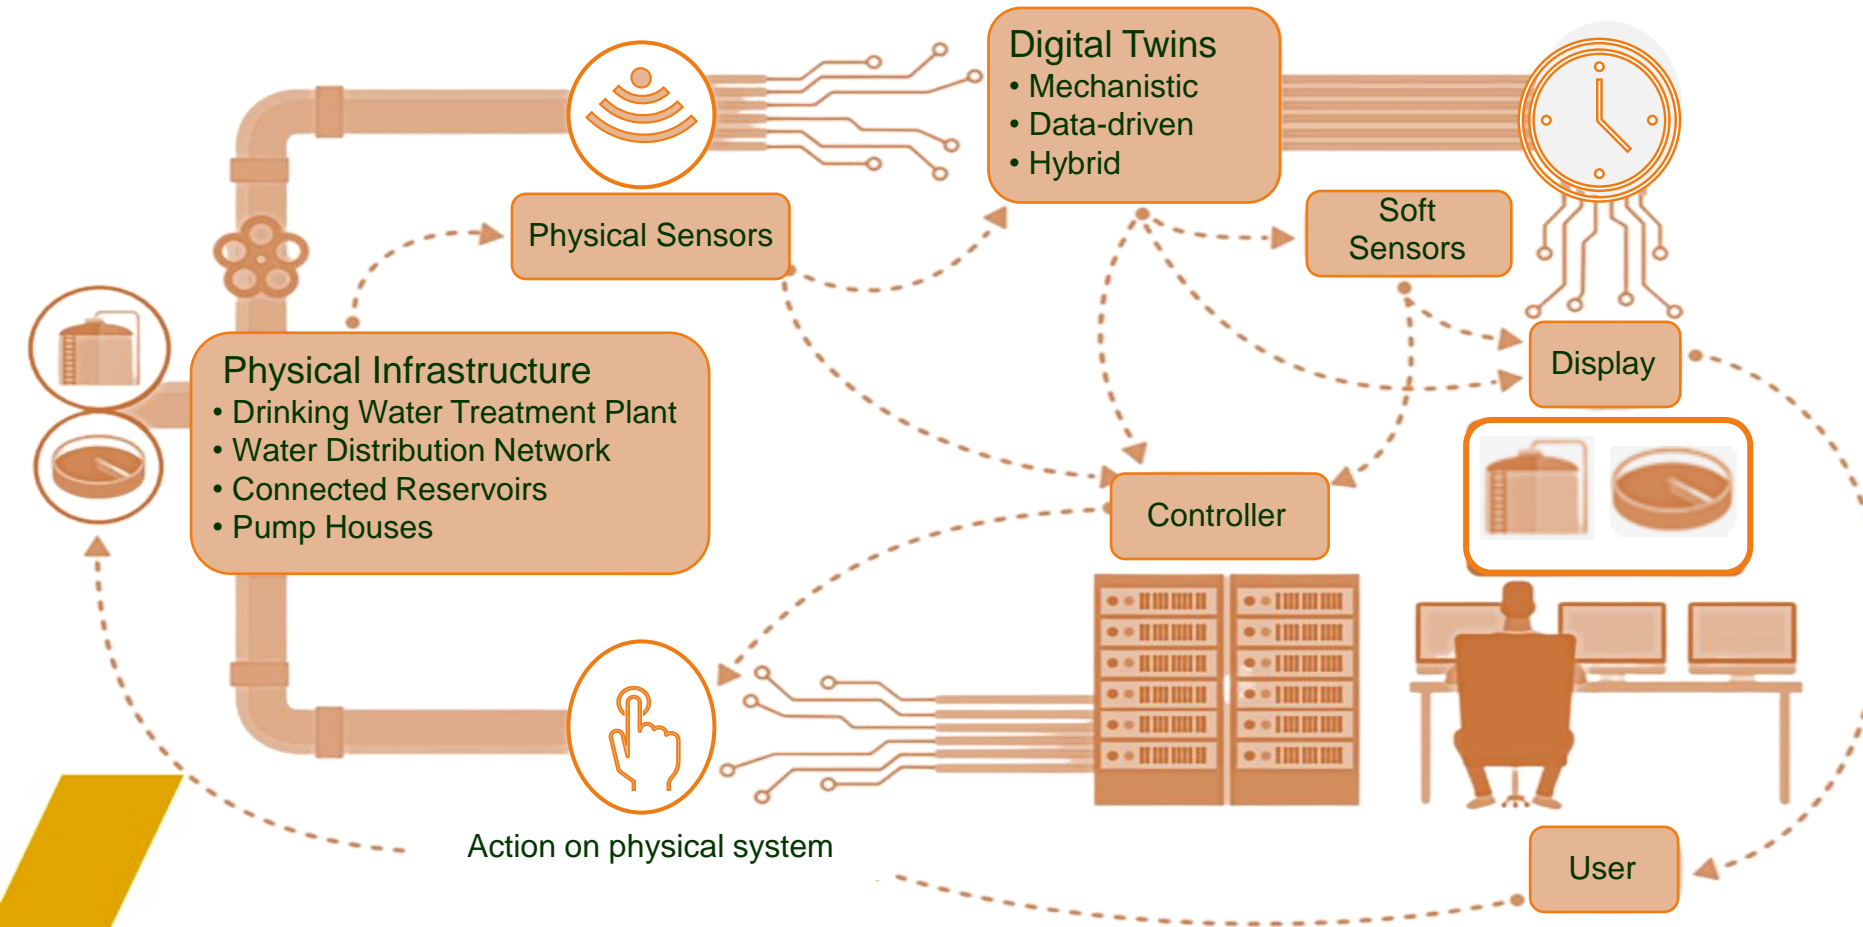 Digital Twins
• Mechanistic
• Data-driven
• Hybrid
Physical Sensors
Soft
Sensors
Physical Infrastructure
• Drinking Water Treatment Plant
• Water Distribution Network
• Connected Reservoirs
• Pump Houses
Display
Controller
Action on physical system
User